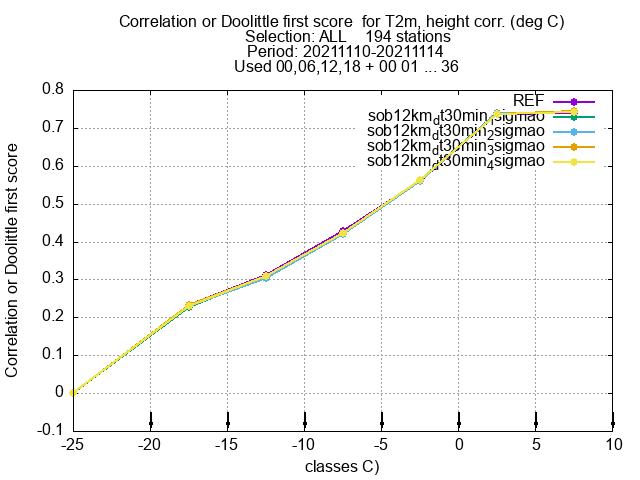 Correlation or Doolittle first score  for T2m, height corr. (deg C)
Selection: ALL    194 stations
Period: 20211110-20211114
Used 00,06,12,18 + 00 01 ... 36
Correlation or Doolittle first score
0.8
0.7
0.6
0.5
0.4
0.3
0.2
0.1
0
-0.1
REF
sob12km_dt30min_1sigmao
sob12km_dt30min_2sigmao
sob12km_dt30min_3sigmao
sob12km_dt30min_4sigmao
-25 -20 -15 -10 -5 0 5 10
classes C)